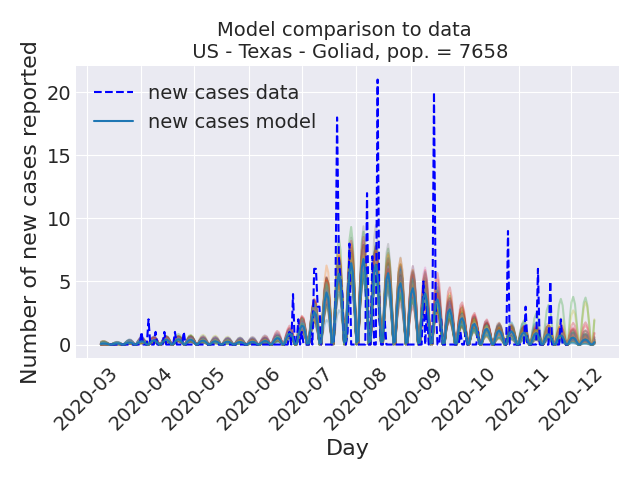 Model comparison to data
US - Texas - Goliad, pop. = 7658
Number of new cases reported
20
15
10
5
0
new cases data
new cases model
2020-03
2020-04
2020-05
2020-06
2020-07
2020-08
2020-09
2020-10
2020-11
2020-12
Day